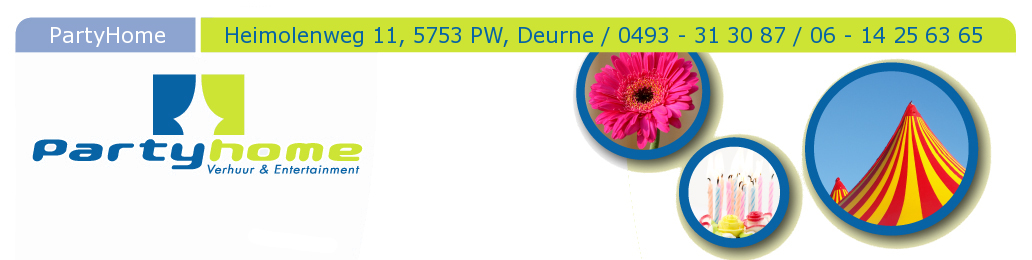 PartyHome
Heimolenweg 11, 5753 PW, Deurne / 0493 - 31 30 87 / 06 - 14 25 63 65
Partyhome
Verhuur & Entertainment